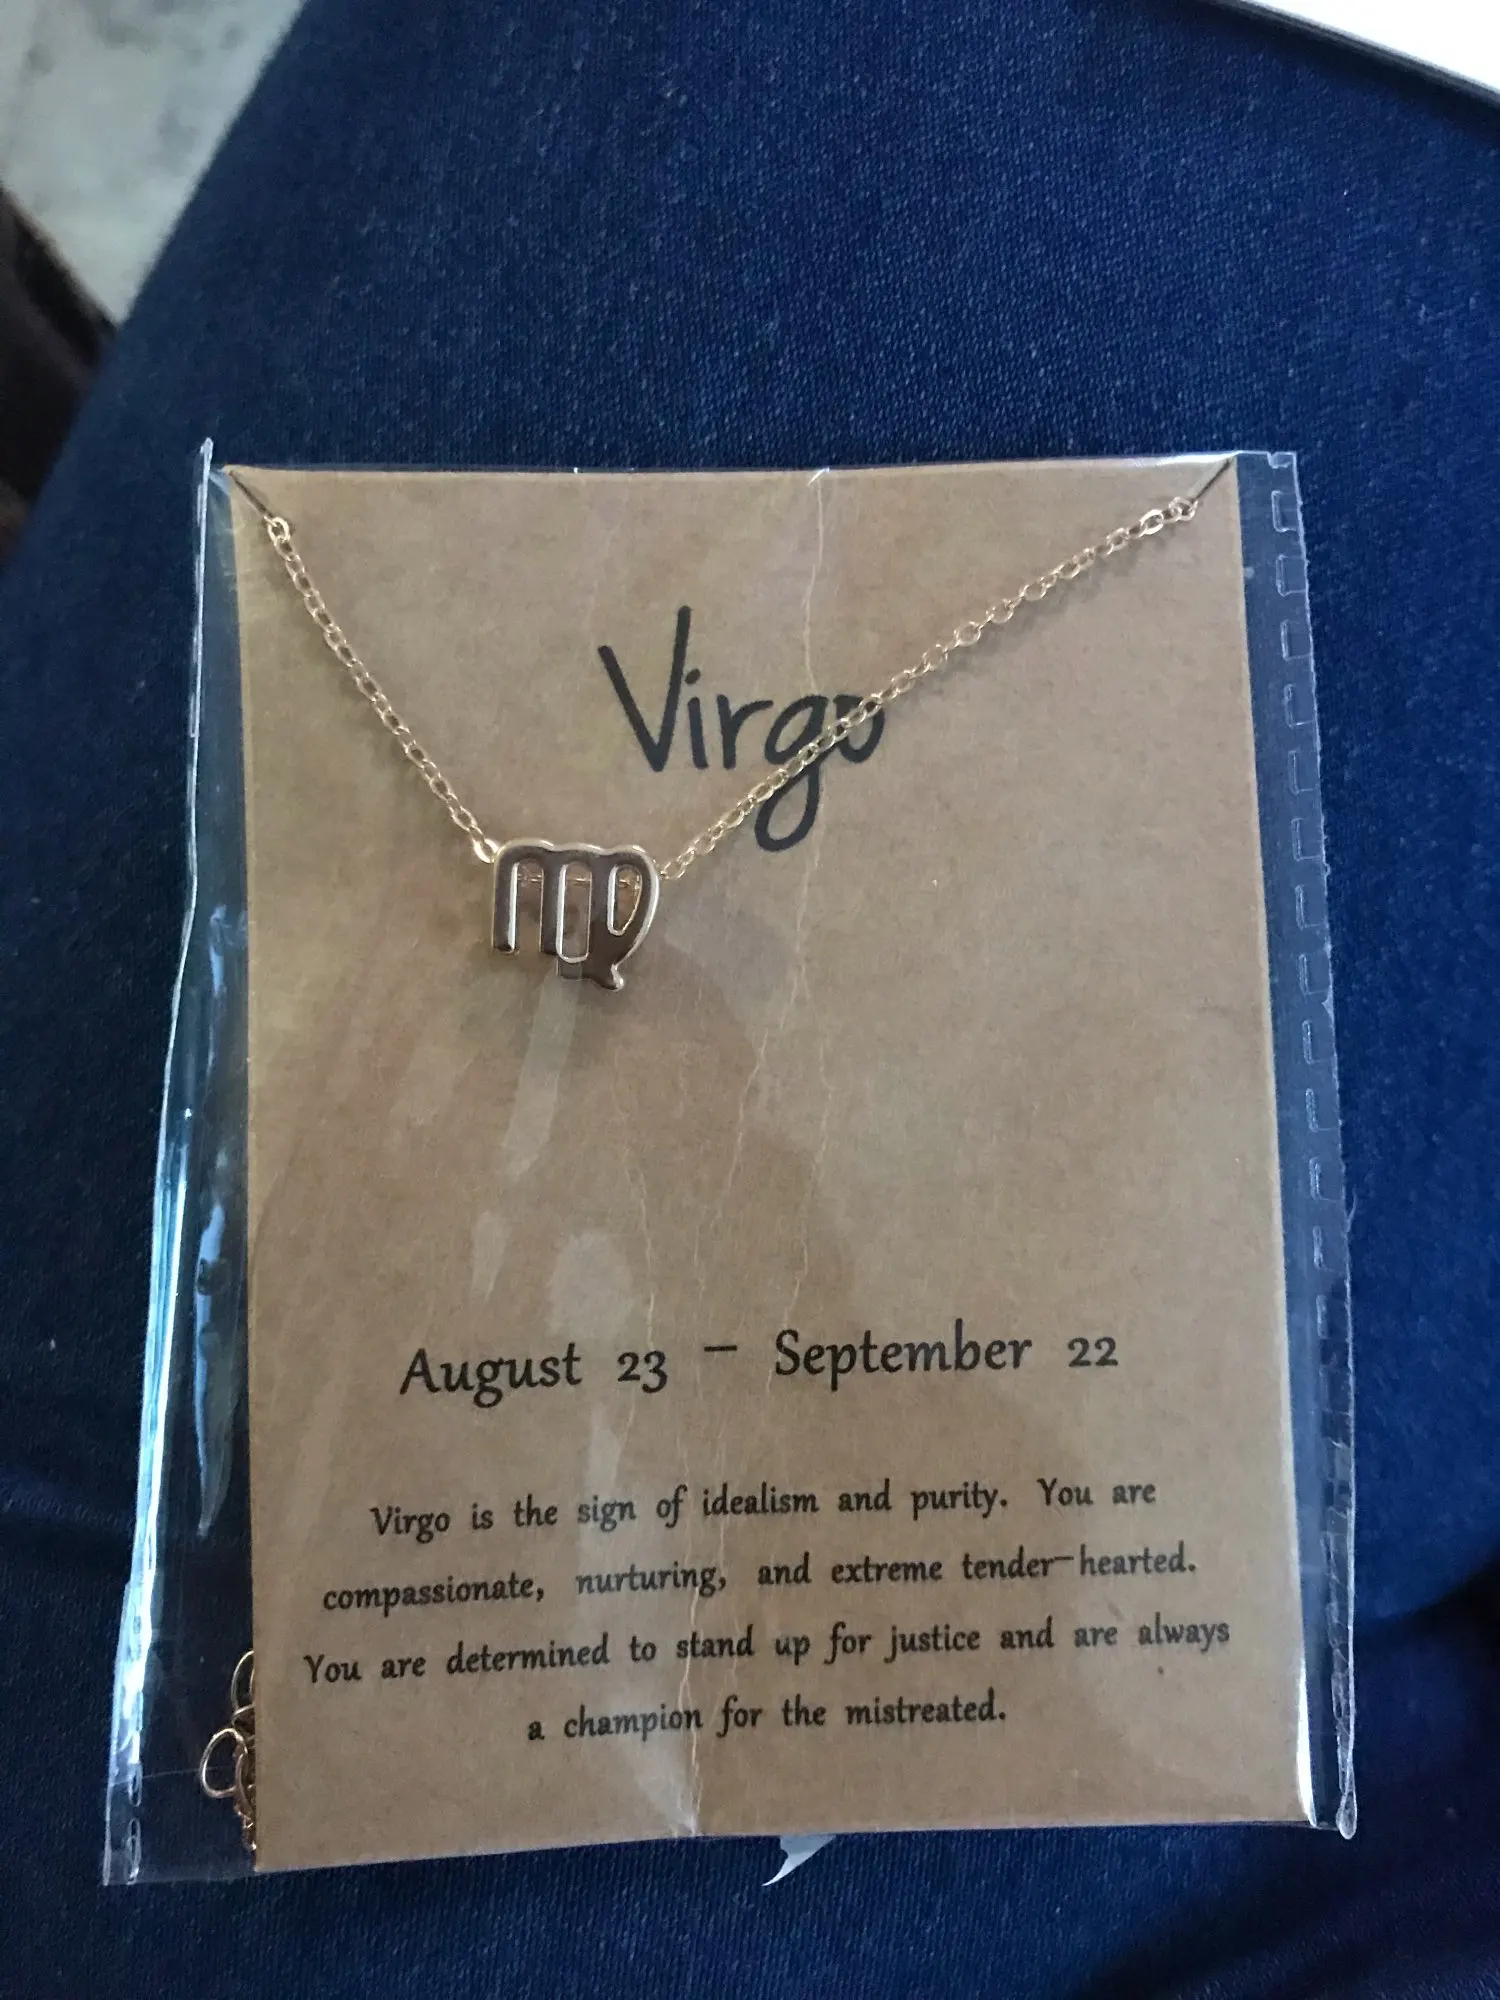 Virgo
August 23 - September 22
Virgo is the sign of idealism and purity. You are
compassionate, nurturing, and extreme tender-hearted.
You are determined to stand up for justice and are always
a champion for the mistreated.